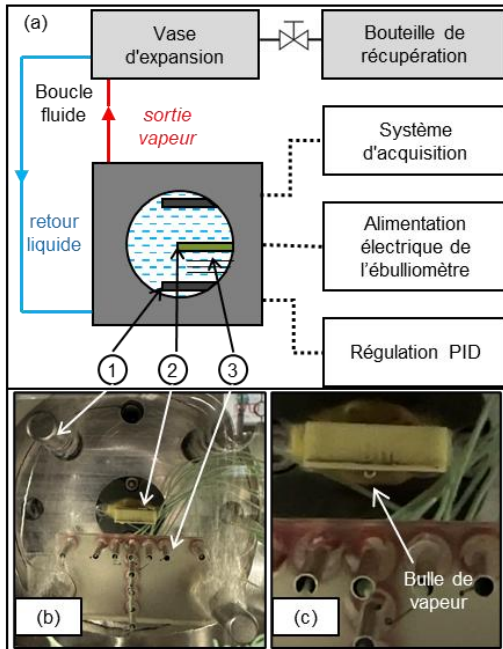 (a)
Vase
d'expansion
Bouteille de
récupération
Boucle
fluide
sortie
vapeur
Système
d'acquisition
retour
liquide
Alimentation
électrique de
l'ébulliomètre
Régulation PID
1 2 3
(b)
(c)
Bulle de
vapeur